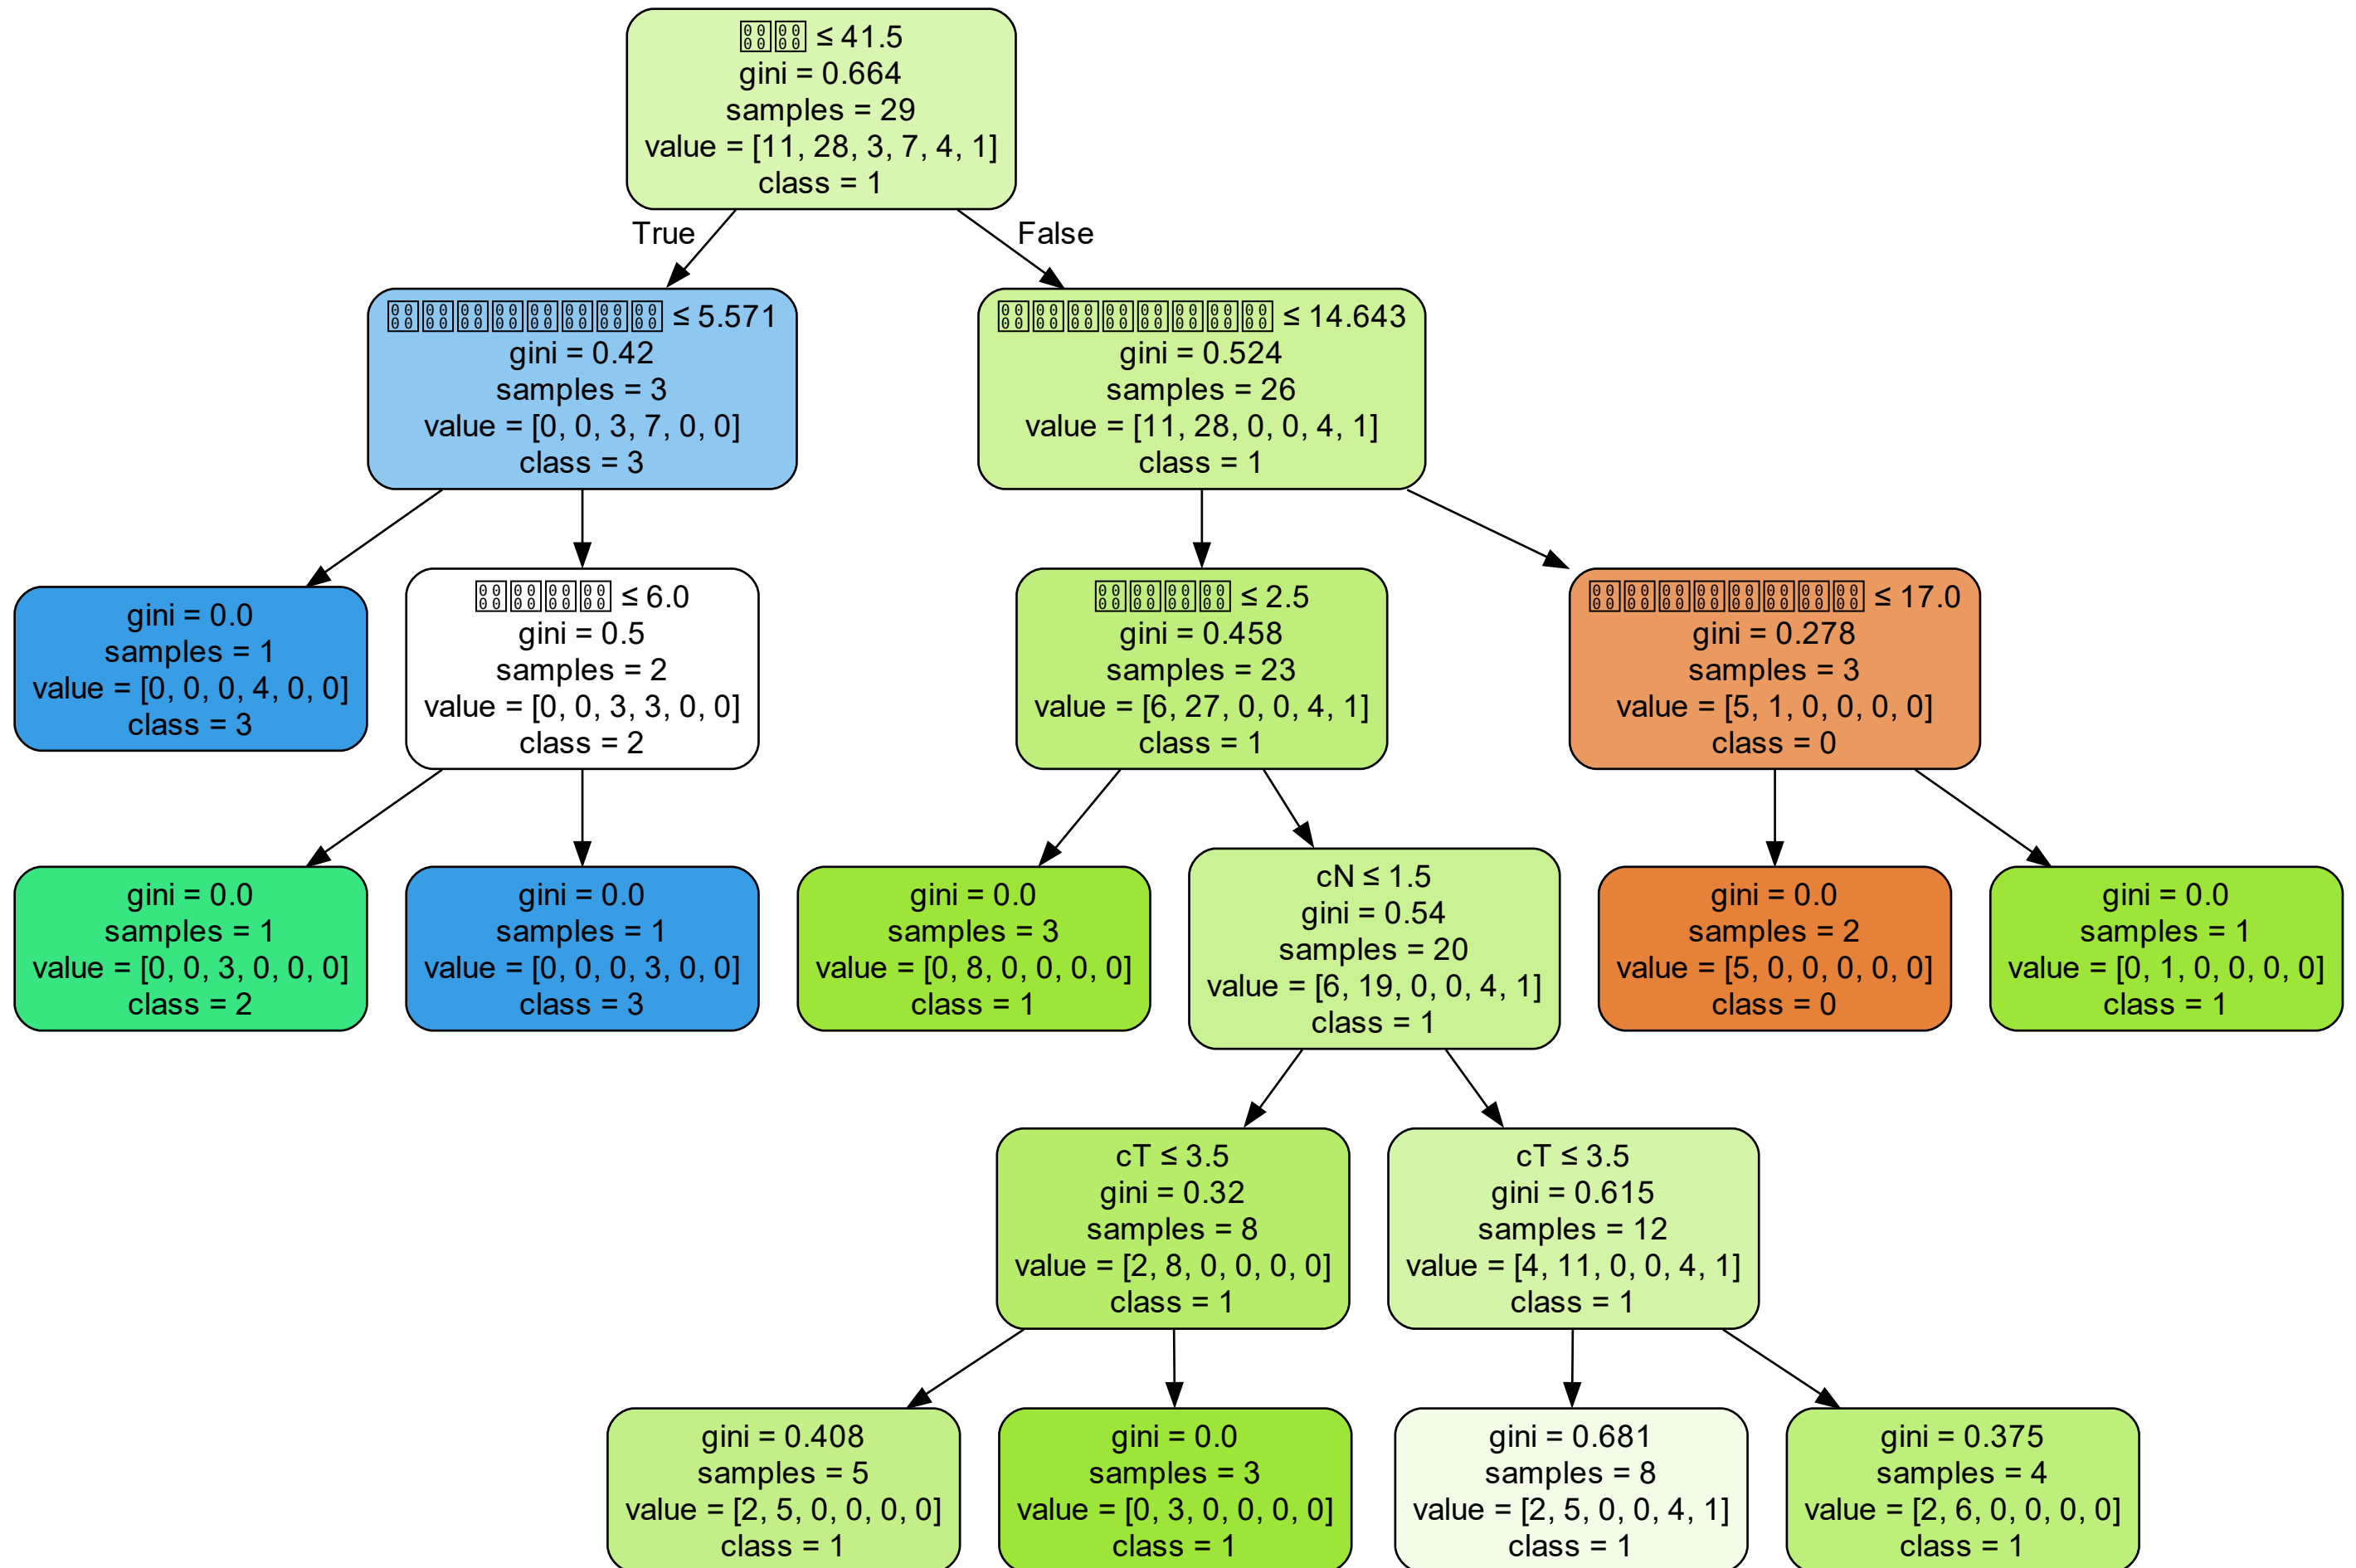 ≤ 41.5
gini = 0.664
samples = 29
value = [11, 28, 3, 7, 4, 1]
class = 1
True
False
≤ 5.571
gini = 0.42
samples = 3
value = [0, 0, 3, 7, 0, 0]
class = 3
≤ 14.643
gini = 0.524
samples = 26
value = [11, 28, 0, 0, 4, 1]
class = 1
gini = 0.0
samples = 1
value = [0, 0, 0, 4, 0, 0]
class = 3
≤ 6.0
gini = 0.5
samples = 2
value = [0, 0, 3, 3, 0, 0]
class = 2
≤ 2.5
gini = 0.458
samples = 23
value = [6, 27, 0, 0, 4, 1]
class = 1
≤ 17.0
gini = 0.278
samples = 3
value = [5, 1, 0, 0, 0, 0]
class = 0
gini = 0.0
samples = 1
value = [0, 0, 3, 0, 0, 0]
class = 2
gini = 0.0
samples = 1
value = [0, 0, 0, 3, 0, 0]
class = 3
gini = 0.0
samples = 3
value = [0, 8, 0, 0, 0, 0]
class = 1
cN ≤ 1.5
gini = 0.54
samples = 20
value = [6, 19, 0, 0, 4, 1]
class = 1
gini = 0.0
samples = 2
value = [5, 0, 0, 0, 0, 0]
class = 0
gini = 0.0
samples = 1
value = [0, 1, 0, 0, 0, 0]
class = 1
cT ≤ 3.5
gini = 0.32
samples = 8
value = [2, 8, 0, 0, 0, 0]
class = 1
cT ≤ 3.5
gini = 0.615
samples = 12
value = [4, 11, 0, 0, 4, 1]
class = 1
gini = 0.408
samples = 5
value = [2, 5, 0, 0, 0, 0]
class = 1
gini = 0.0
samples = 3
value = [0, 3, 0, 0, 0, 0]
class = 1
gini = 0.681
samples = 8
value = [2, 5, 0, 0, 4, 1]
class = 1
gini = 0.375
samples = 4
value = [2, 6, 0, 0, 0, 0]
class = 1